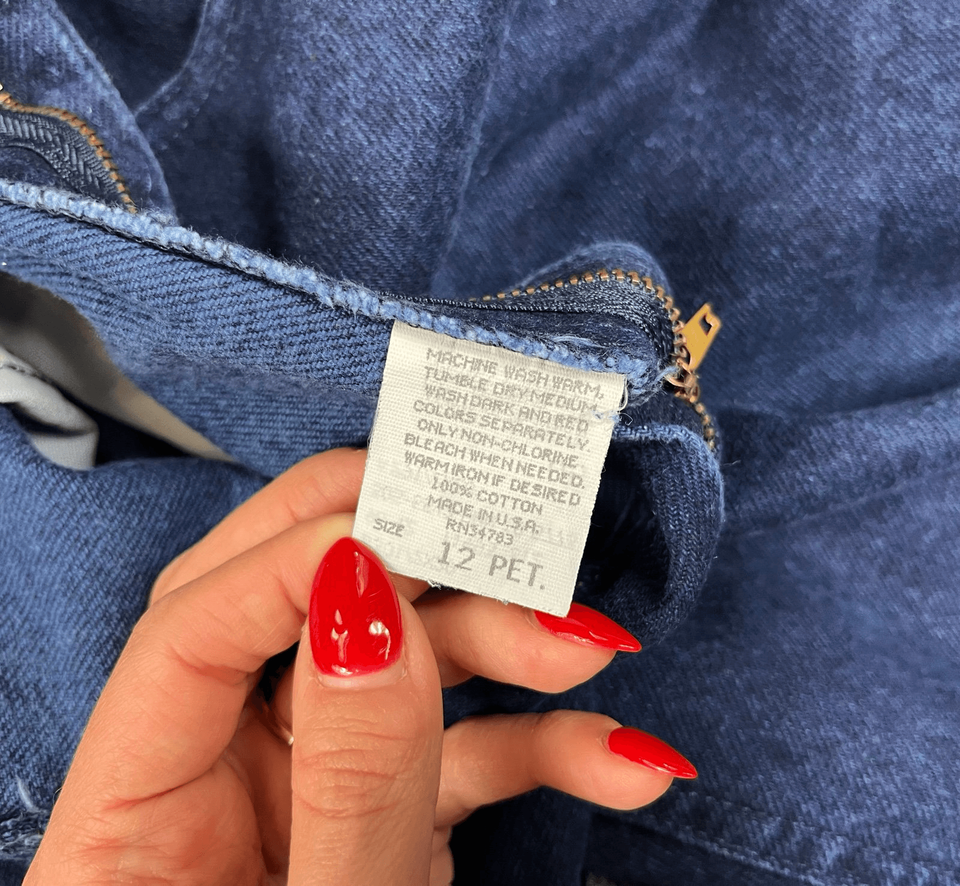 MACHINE WASH WARM,
TUMBLE DRY MEDIUM
WASH DARK AND RED
COLORS SEPARATELY.
ONLY NON-CHLORINE
BLEACH WHEN NEEDED.
WARM IRON IF DESIRED
100% COTTON
MADE IN U.S.A.
RN34783
SIZE 12 PET.